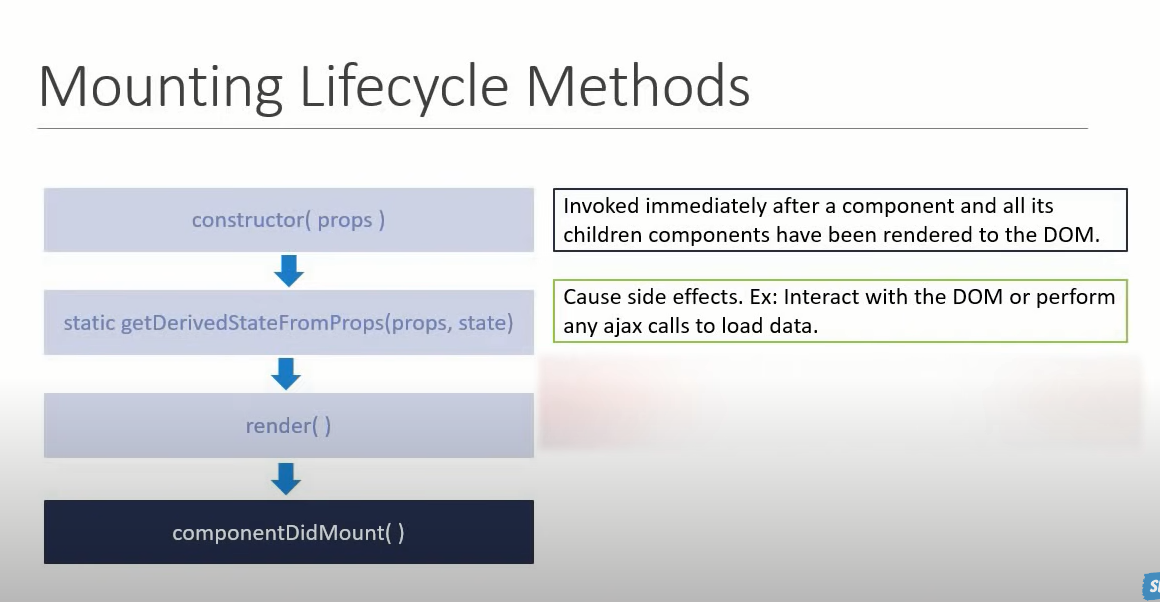 Mounting Lifecycle Methods
constructor( props )
static getDerivedStateFromProps(props, state)
render( )
componentDidMount( )
Invoked immediately after a component and all its
children components have been rendered to the DOM.
Cause side effects. Ex: Interact with the DOM or perform
any ajax calls to load data.